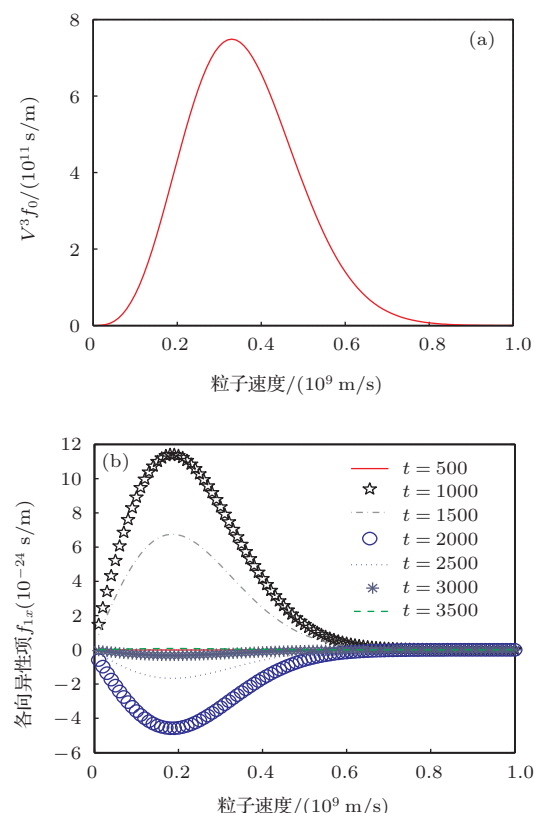 8
(a)
6
4
2
0
V³f₀/(10¹¹ s/m)
0 0.2 0.4 0.6 0.8 1.0
粒子速度/(10⁹ m/s)
12
(b)
10
8
6
4
2
0
−2
−4
−6
各向异性项f₁ₓ(10⁻²⁴ s/m)
t = 500
t = 1000
t = 1500
t = 2000
t = 2500
t = 3000
t = 3500
0 0.2 0.4 0.6 0.8 1.0
粒子速度/(10⁹ m/s)